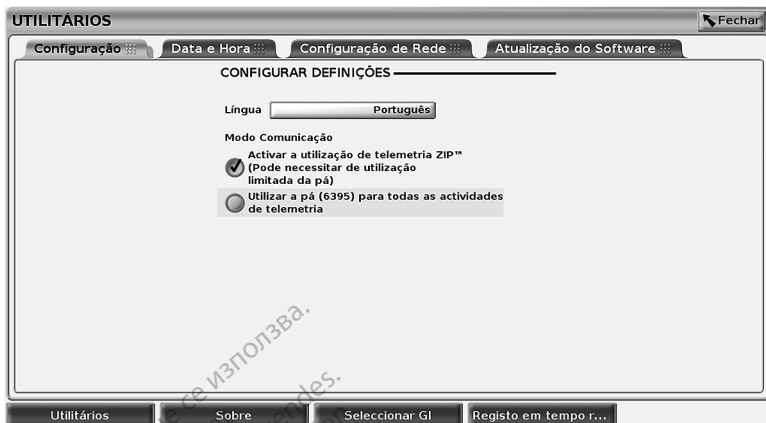 UTILITÁRIOS
Fechar
Configuração
Data e Hora
Configuração de Rede
Atualização do Software
CONFIGURAR DEFINIÇÕES
Língua
Português
Modo Comunicação
Activar a utilização de telemetria ZIP™
(Pode necessitar de utilização
limitada da pá)
Utilizar a pá (6395) para todas as actividades
de telemetria
се използва.
Utilitários
Sobre
Seleccionar GI
Registo em tempo r...